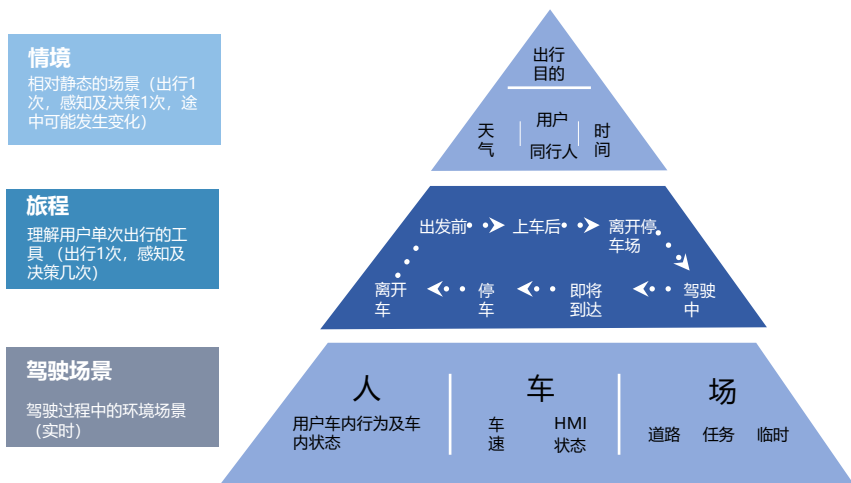 情境
相对静态的场景（出行1
次，感知及决策1次，途
中可能发生变化）
出行
目的
天
气
用户
同行人
时
间
旅程
理解用户单次出行的工
具 （出行1次，感知及
决策几次）
出发前
上车后
离开停
车场
离开
车
停
车
即将
到达
驾驶
中
驾驶场景
驾驶过程中的环境场景
（实时）
人
用户车内行为及车
内状态
车
车
速
HMI
状态
场
道路
任务
临时